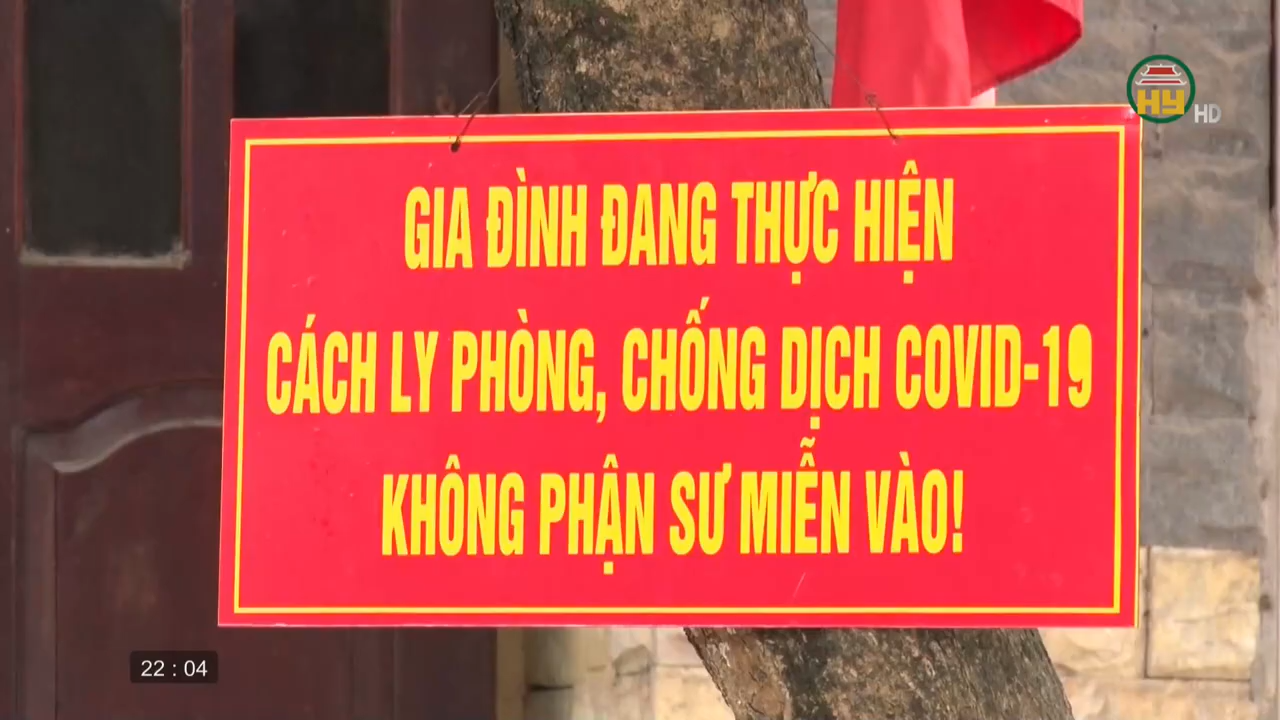 HY HD
GIA ĐÌNH ĐANG THỰC HIỆN
CÁCH LY PHÒNG, CHỐNG DỊCH COVID-19
KHÔNG PHẬN SƯ MIỄN VÀO!
22 : 04